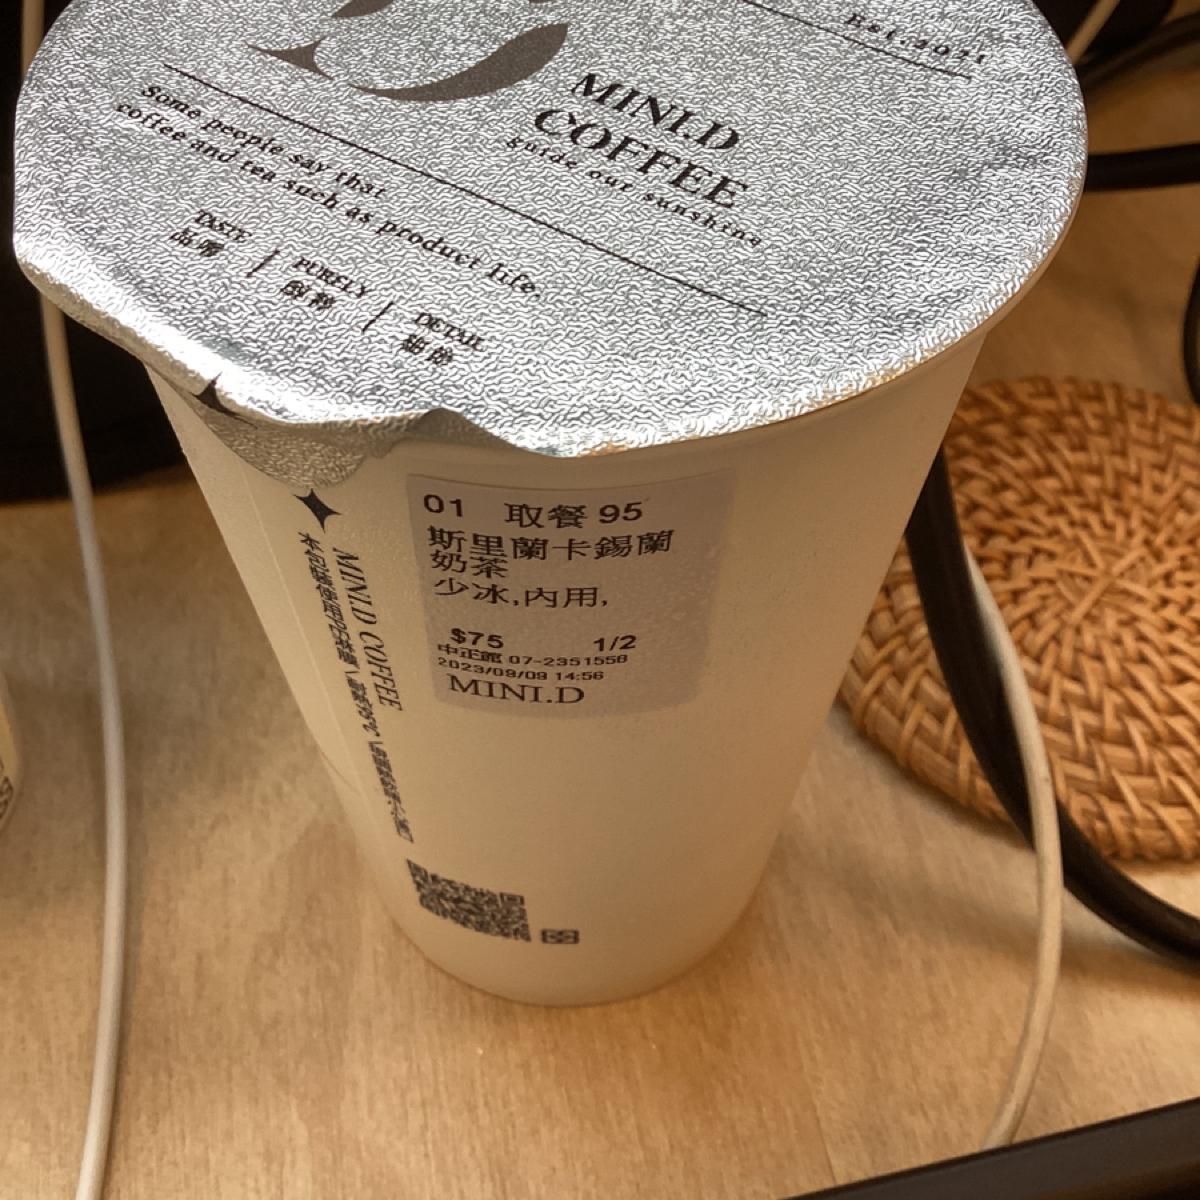 Est.2021
MINI.D
COFFEE
guide our sunshine
Some people say that
coffee and tea such as product life.
TASTE
品嚐
PURELY
DETAIL
細節
01 取餐 95
斯里蘭卡錫蘭
奶茶
少冰,內用,
$75 1/2
中正館 07-2351558
2023/09/09 14:56
MINI.D
MINI.D COFFEE